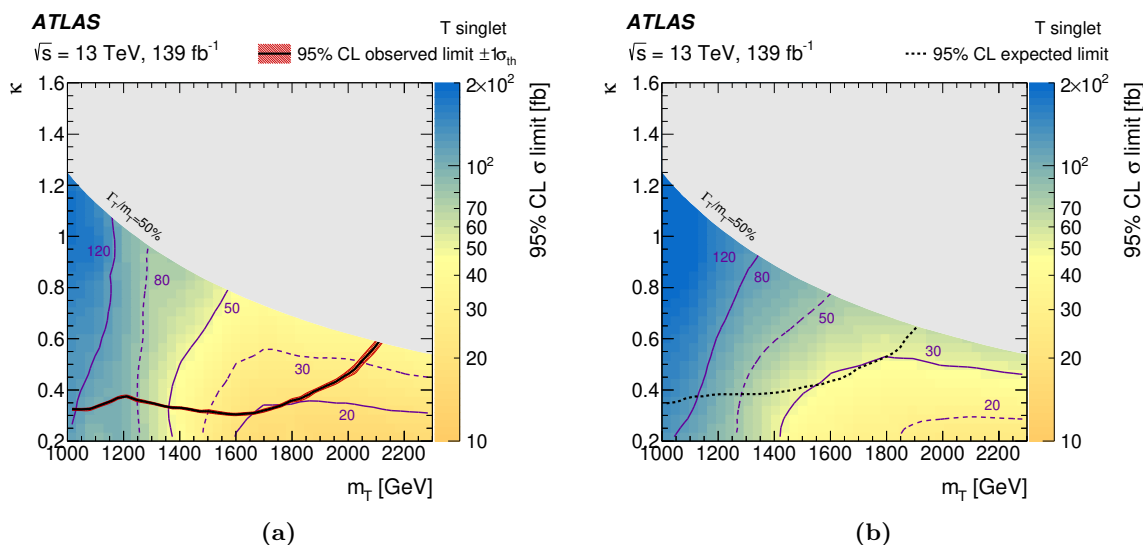 ATLAS
T singlet
√s = 13 TeV, 139 fb⁻¹
95% CL observed limit ±1σth
κ
1.6
1.4
1.2
1
0.8
0.6
0.4
0.2
Γ_T/m_T=50%
120
80
50
30
20
1000 1200 1400 1600 1800 2000 2200
m_T [GeV]
2×10²
10²
70
60
50
40
30
20
10
95% CL σ limit [fb]
(a)
ATLAS
T singlet
√s = 13 TeV, 139 fb⁻¹
95% CL expected limit
κ
1.6
1.4
1.2
1
0.8
0.6
0.4
0.2
Γ_T/m_T=50%
120
50
30
20
1000 1200 1400 1600 1800 2000 2200
m_T [GeV]
2×10²
10²
70
60
50
40
30
20
10
95% CL σ limit [fb]
(b)